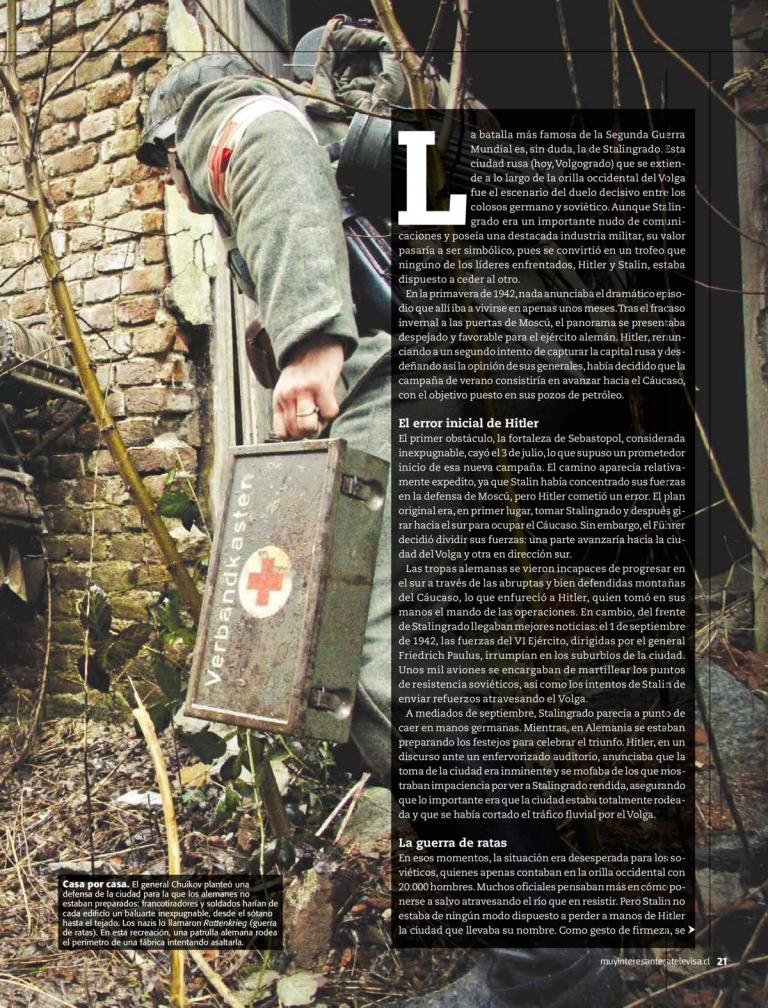 La batalla más famosa de la Segunda Guerra
Mundial es, sin duda, la de Stalingrado. Esta
ciudad rusa (hoy, Volgogrado) que se extien-
de a lo largo de la orilla occidental del Volga
fue el escenario del duelo decisivo entre los
colosos germano y soviético. Aunque Stalin-
grado era un importante nudo de comuni-
caciones y poseía una destacada industria militar, su valor
pasaría a ser simbólico, pues se convirtió en un trofeo que
ninguno de los líderes enfrentados, Hitler y Stalin, estaba
dispuesto a ceder al otro.
En la primavera de 1942, nada anunciaba el dramático episo-
dio que allí iba a vivirse en apenas unos meses. Tras el fracaso
invernal a las puertas de Moscú, el panorama se presentaba
despejado y favorable para el ejército alemán. Hitler, renun-
ciando a un segundo intento de capturar la capital rusa y des-
deñando así la opinión de sus generales, había decidido que la
campaña de verano consistiría en avanzar hacia el Cáucaso,
con el objetivo puesto en sus pozos de petróleo.
El error inicial de Hitler
El primer obstáculo, la fortaleza de Sebastopol, considerada
inexpugnable, cayó el 3 de julio, lo que supuso un prometedor
inicio de esa nueva campaña. El camino aparecía relativa-
mente expedito, ya que Stalin había concentrado sus fuerzas
en la defensa de Moscú, pero Hitler cometió un error. El plan
original era, en primer lugar, tomar Stalingrado y después gi-
rar hacia el sur para ocupar el Cáucaso. Sin embargo, el Führer
decidió dividir sus fuerzas: una parte avanzaría hacia la ciu-
dad del Volga y otra en dirección sur.
Las tropas alemanas se vieron incapaces de progresar en
el sur a través de las abruptas y bien defendidas montañas
del Cáucaso, lo que enfureció a Hitler, quien tomó en sus
manos el mando de las operaciones. En cambio, del frente
de Stalingrado llegaban mejores noticias: el 1 de septiembre
de 1942, las fuerzas del VI Ejército, dirigidas por el general
Friedrich Paulus, irrumpían en los suburbios de la ciudad.
Unos mil aviones se encargaban de martillear los puntos
de resistencia soviéticos, así como los intentos de Stalin de
enviar refuerzos atravesando el Volga.
A mediados de septiembre, Stalingrado parecía a punto de
caer en manos germanas. Mientras, en Alemania se estaban
preparando los festejos para celebrar el triunfo. Hitler, en un
discurso ante un enfervorizado auditorio, anunciaba que la
toma de la ciudad era inminente y se mofaba de los que mos-
traban impaciencia por ver a Stalingrado rendida, asegurando
que lo importante era que la ciudad estaba totalmente rodea-
da y que se había cortado el tráfico fluvial por el Volga.
La guerra de ratas
En esos momentos, la situación era desesperada para los so-
viéticos, quienes apenas contaban en la orilla occidental con
20.000 hombres. Muchos oficiales pensaban más en cómo po-
nerse a salvo atravesando el río que en resistir. Pero Stalin no
estaba de ningún modo dispuesto a perder a manos de Hitler
la ciudad que llevaba su nombre. Como gesto de firmeza, se
Verbandkasten
Casa por casa. El general Chuikov planteó una
defensa de la ciudad para la que los alemanes no
estaban preparados: francotiradores y soldados harían de
cada edificio un baluarte inexpugnable, desde el sótano
hasta el tejado. Los nazis lo llamaron Rattenkrieg (guerra
de ratas). En esta recreación, una patrulla alemana rodea
el perímetro de una fábrica intentando asaltarla.
muyinteresante.televisa.cl 21